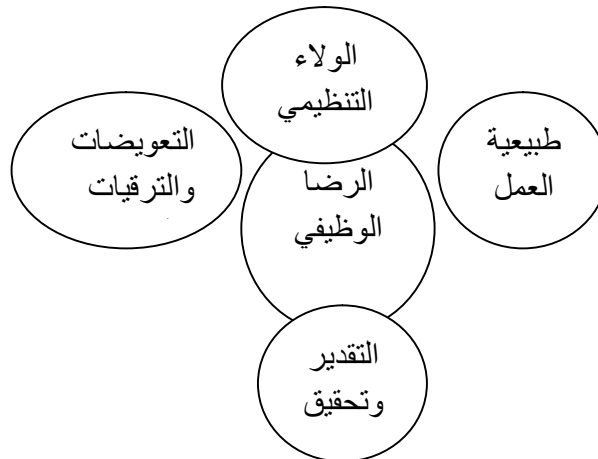 الولاء
التنظيمي
التعويضات
والترقيات
طبيعية
العمل
الرضا
الوظيفي
التقدير
وتحقيق